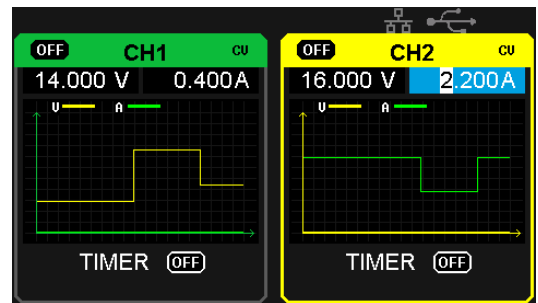 OFF CH1 CV
14.000 V 0.400A
V A
TIMER OFF
OFF CH2 CV
16.000 V 2.200A
V A
TIMER OFF